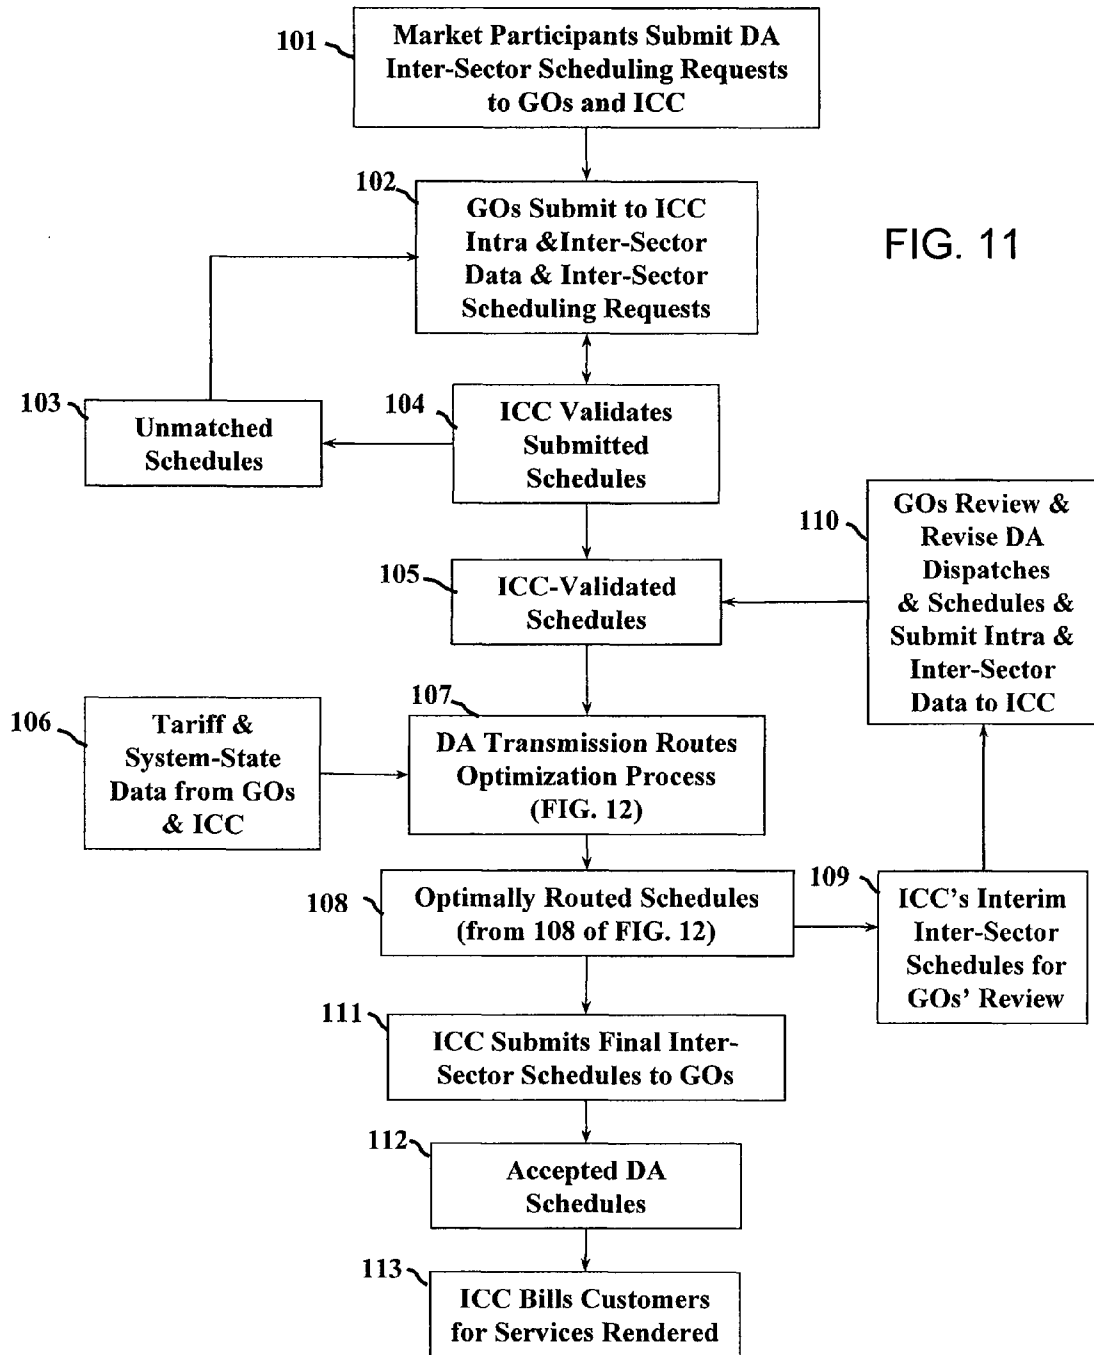 101
Market Participants Submit DA
Inter-Sector Scheduling Requests
to GOs and ICC
102
GOs Submit to ICC
Intra &Inter-Sector
Data & Inter-Sector
Scheduling Requests
FIG. 11
103
Unmatched
Schedules
104
ICC Validates
Submitted
Schedules
105
ICC-Validated
Schedules
110
GOs Review &
Revise DA
Dispatches
& Schedules &
Submit Intra &
Inter-Sector
Data to ICC
106
Tariff &
System-State
Data from GOs
& ICC
107
DA Transmission Routes
Optimization Process
(FIG. 12)
108
Optimally Routed Schedules
(from 108 of FIG. 12)
109
ICC's Interim
Inter-Sector
Schedules for
GOs' Review
111
ICC Submits Final Inter-
Sector Schedules to GOs
112
Accepted DA
Schedules
113
ICC Bills Customers
for Services Rendered